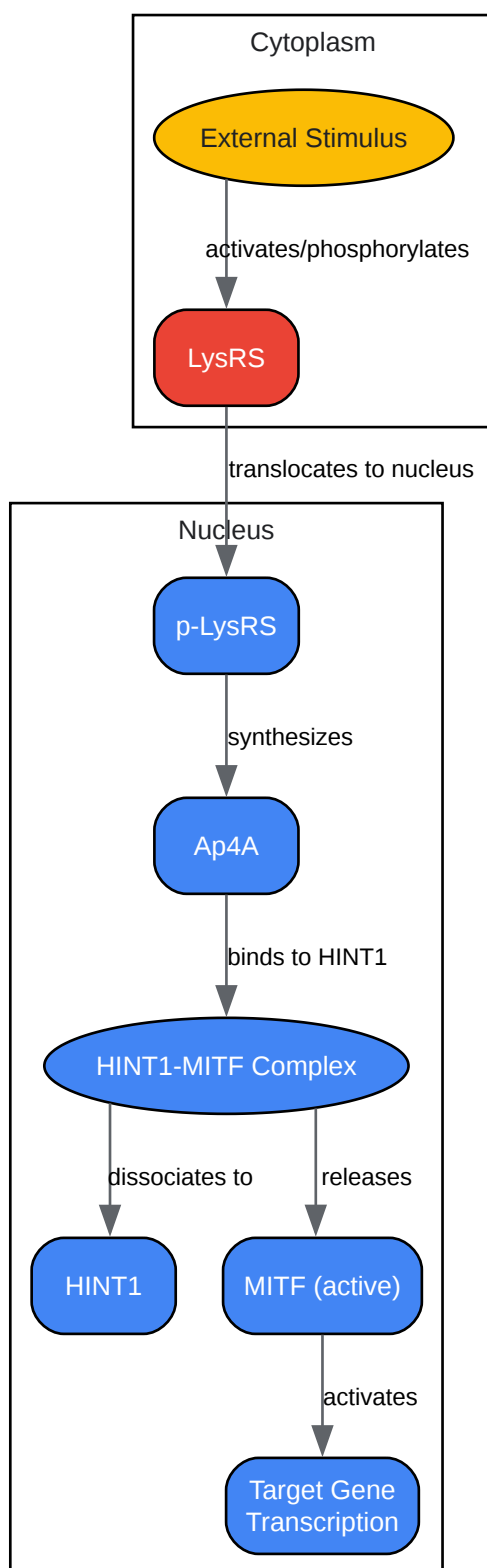 Cytoplasm
External Stimulus
activates/phosphorylates
LysRS
translocates to nucleus
Nucleus
p-LysRS
synthesizes
Ap4A
binds to HINT1
HINT1-MITF Complex
dissociates to
releases
HINT1
MITF (active)
activates
Target Gene
Transcription